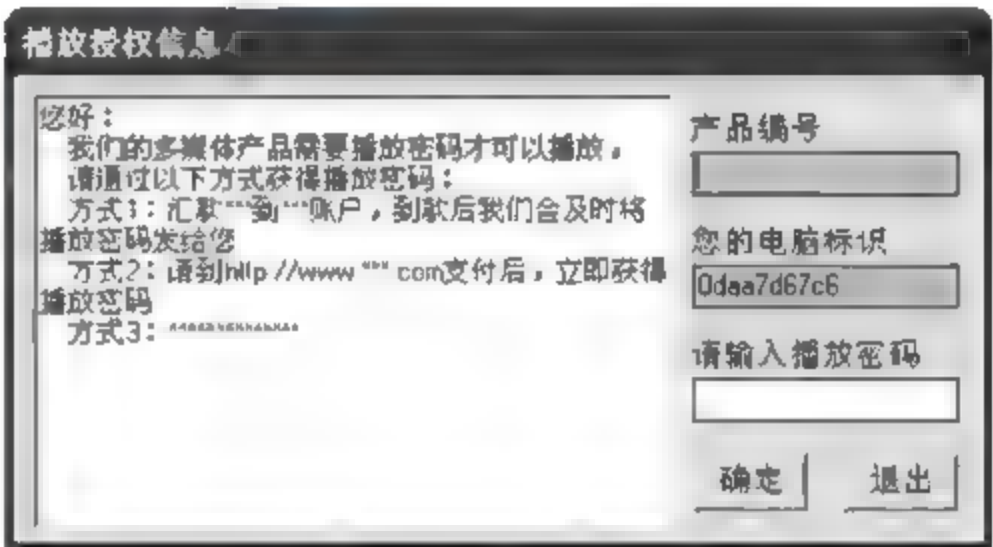 播放授权信息
您好：
我们的多媒体产品需要播放密码才可以播放，
请通过以下方式获得播放密码：
方式1：汇款***到***账户，到款后我们会及时将
播放密码发给您
方式2：请到http://www.***.com支付后，立即获得
播放密码
方式3：
产品编号
您的电脑标识
0daa7d67c6
请输入播放密码
确定
退出